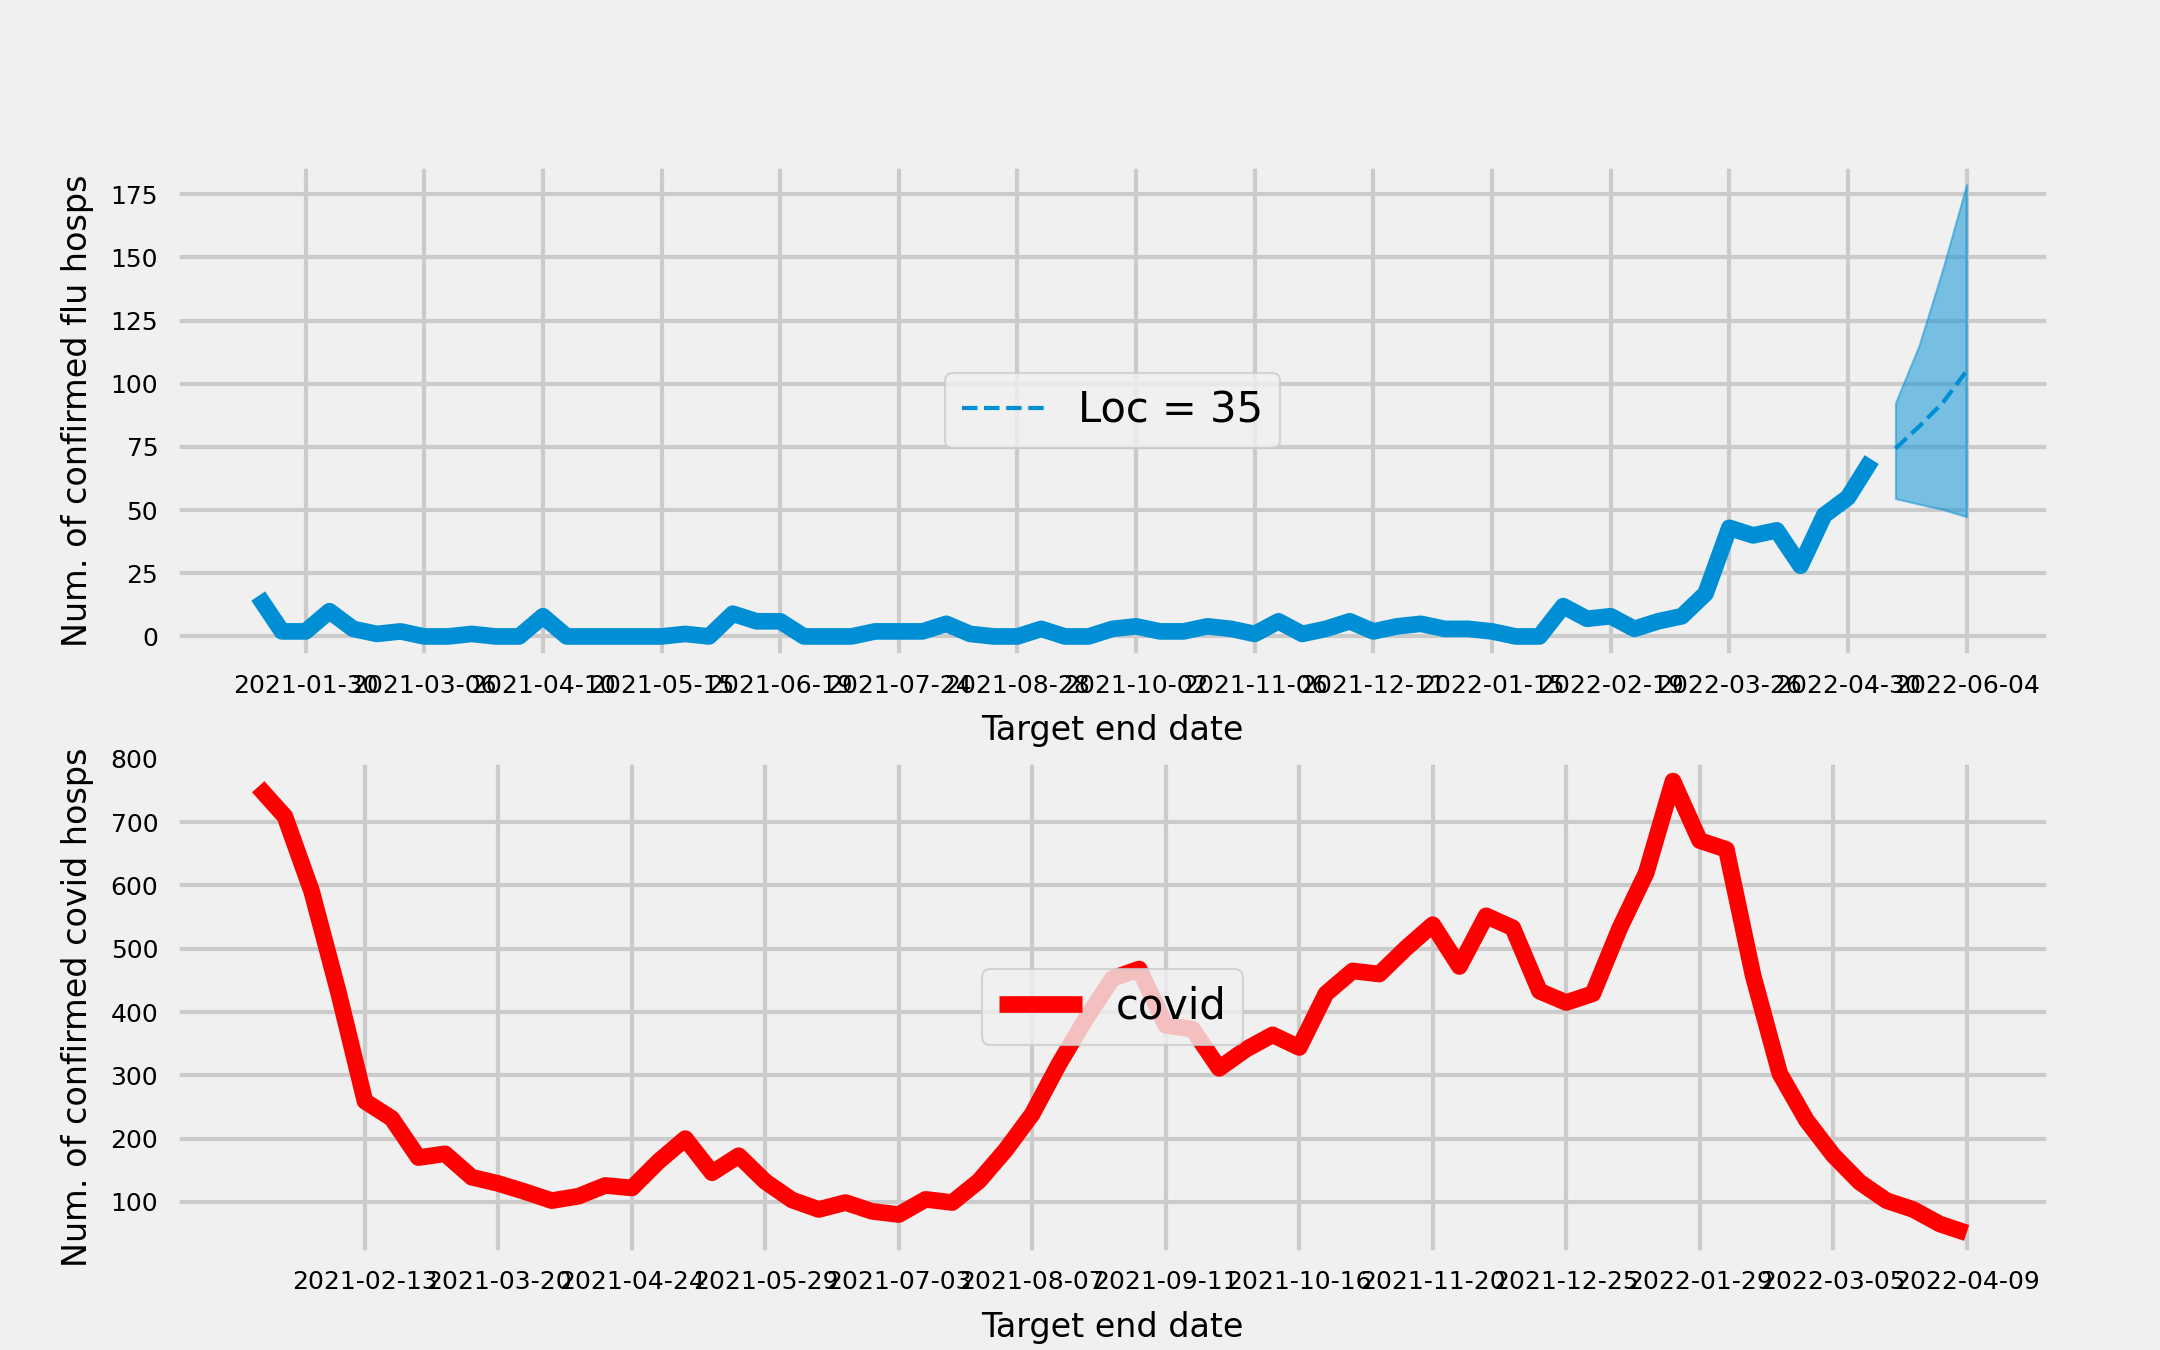 Num. of confirmed flu hosps
175
150
125
100
75
50
25
0
Loc = 35
2021-01-30 2021-03-06 2021-04-10 2021-05-15 2021-06-19 2021-07-24 2021-08-28 2021-10-02 2021-11-06 2021-12-11 2022-01-15 2022-02-19 2022-03-26 2022-04-30 2022-06-04
Target end date
Num. of confirmed covid hosps
800
700
600
500
400
300
200
100
covid
2021-02-13 2021-03-20 2021-04-24 2021-05-29 2021-07-03 2021-08-07 2021-09-11 2021-10-16 2021-11-20 2021-12-25 2022-01-29 2022-03-05 2022-04-09
Target end date